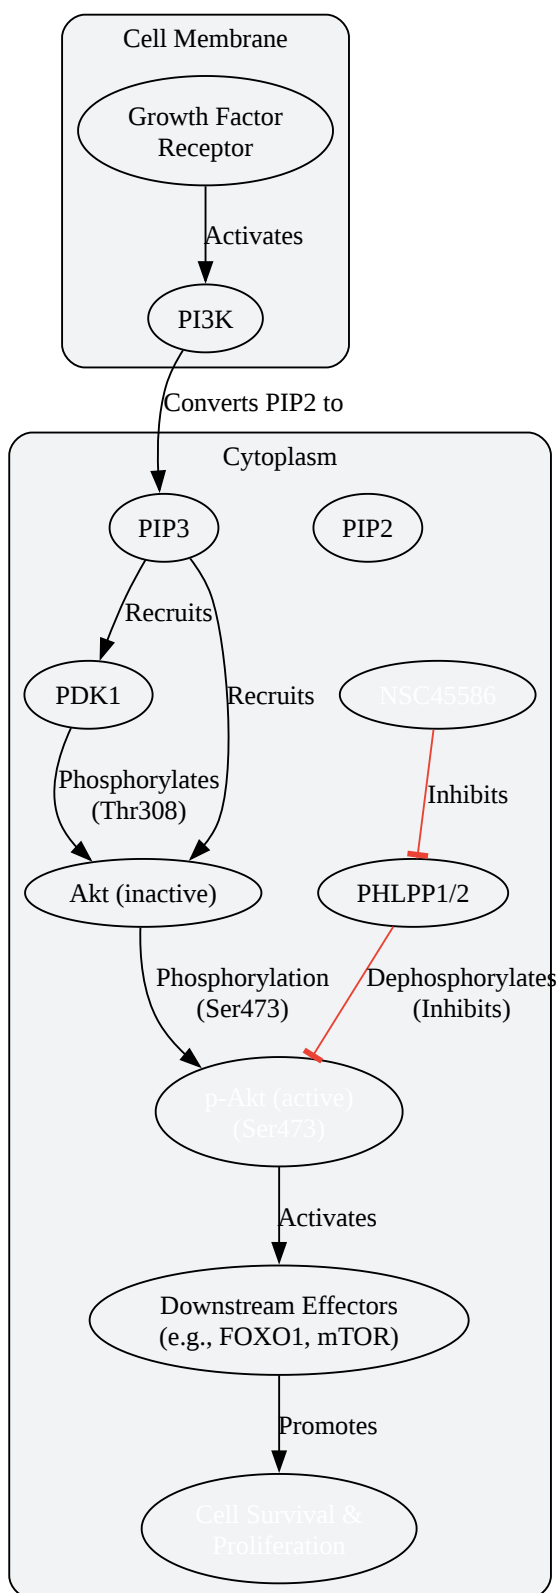 Cell Membrane
Growth Factor
Receptor
Activates
PI3K
Converts PIP2 to
Cytoplasm
PIP3
PIP2
Recruits
PDK1
Recruits
NSC45586
Phosphorylates
(Thr308)
Inhibits
Akt (inactive)
PHLPP1/2
Phosphorylation
(Ser473)
Dephosphorylates
(Inhibits)
p-Akt (active)
(Ser473)
Activates
Downstream Effectors
(e.g., FOXO1, mTOR)
Promotes
Cell Survival &
Proliferation